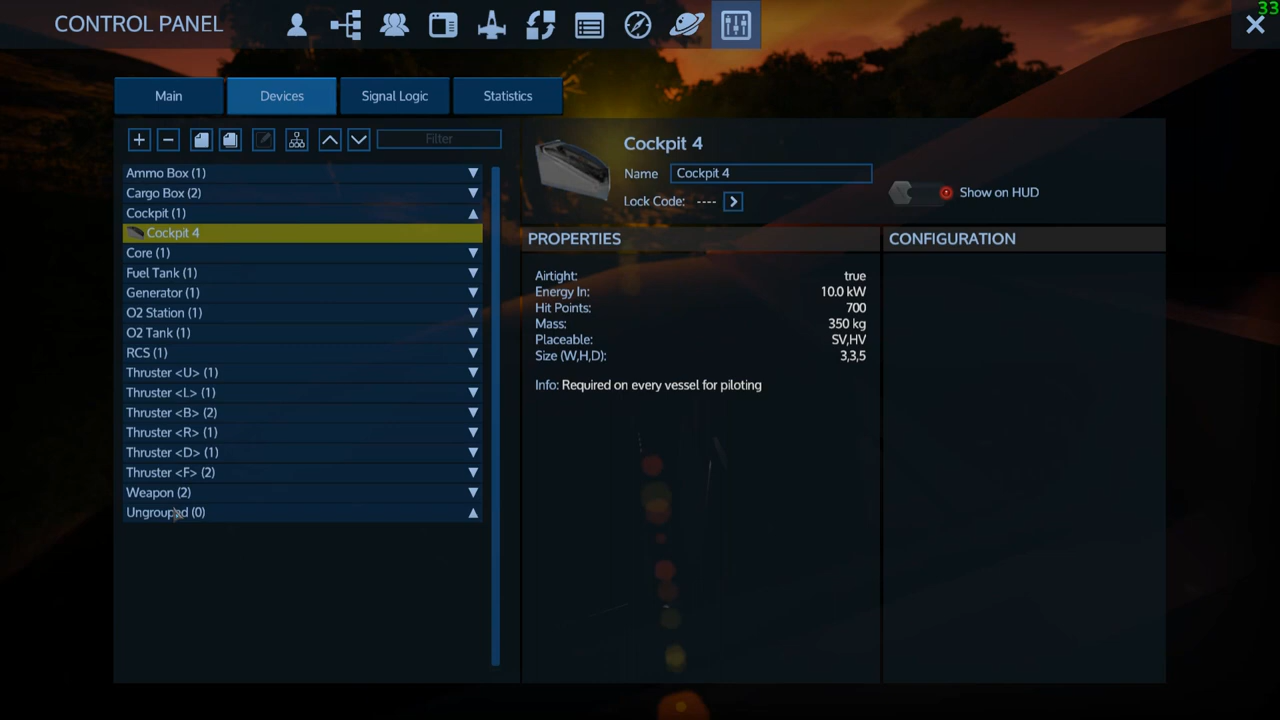 33
CONTROL PANEL
Main Devices Signal Logic Statistics
Filter
Ammo Box (1)
Cargo Box (2)
Cockpit (1)
Cockpit 4
Core (1)
Fuel Tank (1)
Generator (1)
O2 Station (1)
O2 Tank (1)
RCS (1)
Thruster <U> (1)
Thruster <L> (1)
Thruster <B> (2)
Thruster <R> (1)
Thruster <D> (1)
Thruster <F> (2)
Weapon (2)
Ungrouped (0)
Cockpit 4
Name Cockpit 4
Lock Code: ----
Show on HUD
PROPERTIES
Airtight: true
Energy In: 10.0 kW
Hit Points: 700
Mass: 350 kg
Placeable: SV,HV
Size (W,H,D): 3,3,5
Info: Required on every vessel for piloting
CONFIGURATION